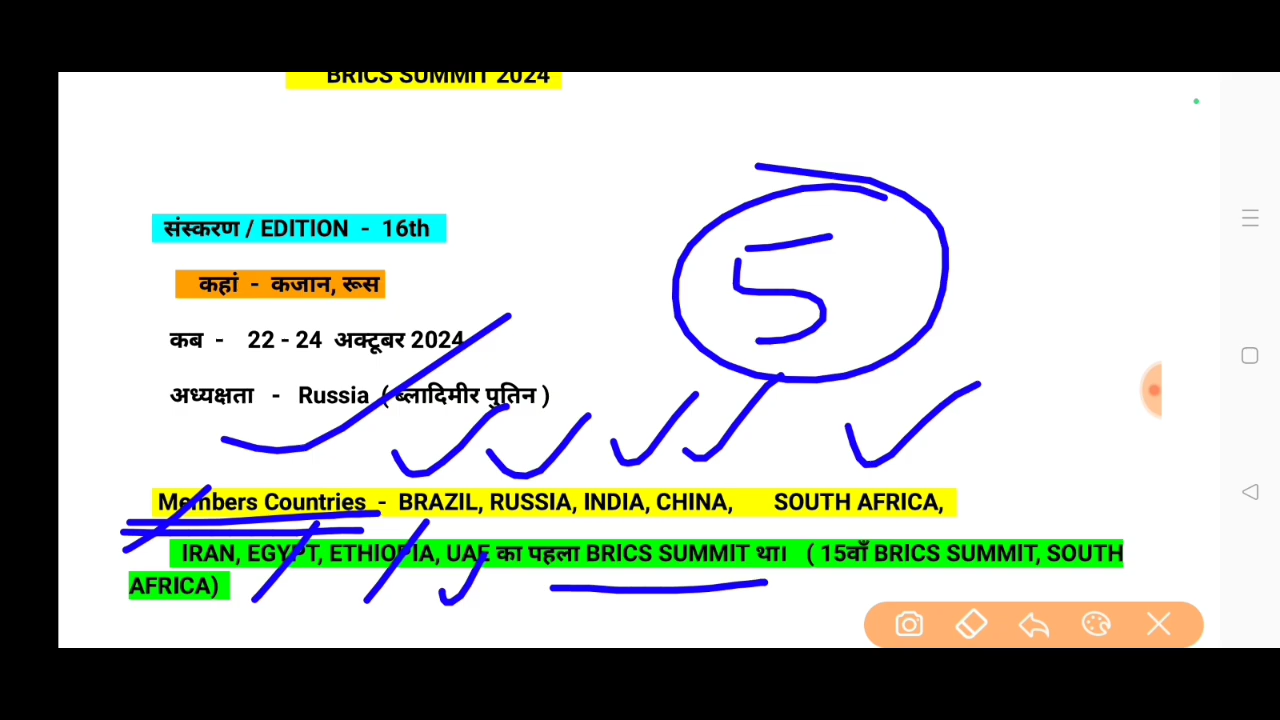 BRICS SUMMIT 2024
5
संस्करण / EDITION - 16th
कहां - कजान, रूस
कब - 22 - 24 अक्टूबर 2024
अध्यक्षता - Russia ( ब्लादिमीर पुतिन )
Members Countries - BRAZIL, RUSSIA, INDIA, CHINA, SOUTH AFRICA,
IRAN, EGYPT, ETHIOPIA, UAE का पहला BRICS SUMMIT था। ( 15वाँ BRICS SUMMIT, SOUTH
AFRICA)